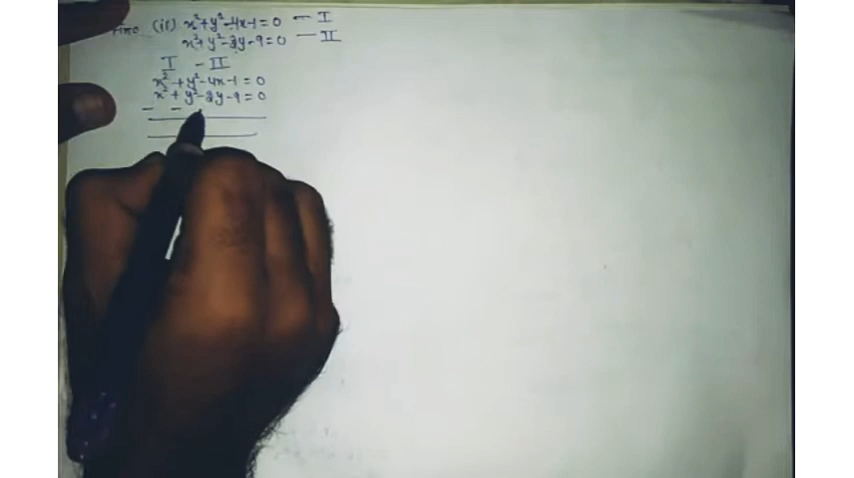 (ii) x² + y² - 4x - 1 = 0 — I
x² + y² - 2y - 9 = 0 — II
I - II
x² + y² - 4x - 1 = 0
x² + y² - 2y - 9 = 0
- -